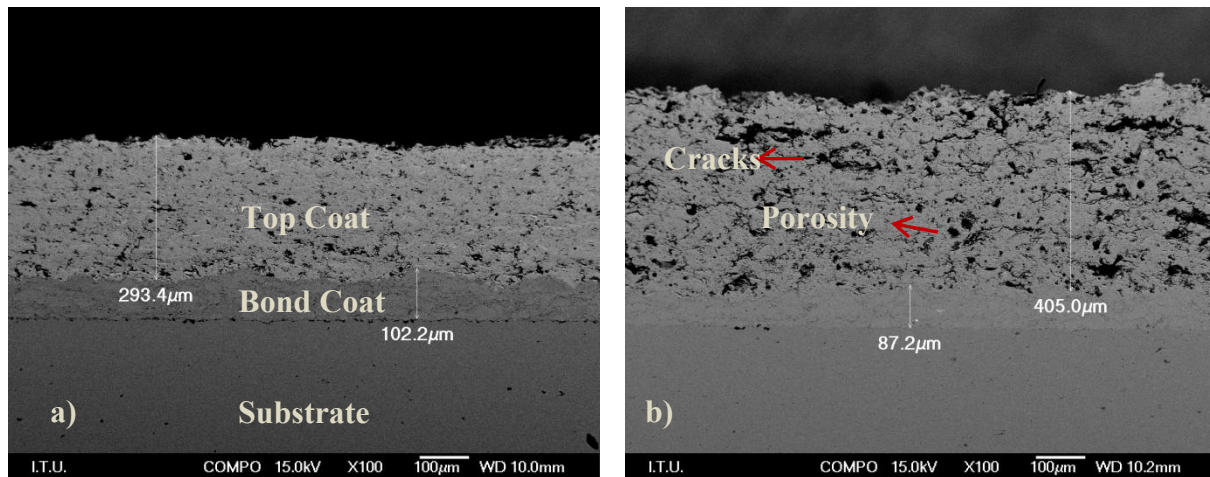 Top Coat
293.4µm
Bond Coat
102.2µm
a)
Substrate
I.T.U. COMPO 15.0kV X100 100µm WD 10.0mm
Cracks
Porosity
405.0µm
87.2µm
b)
I.T.U. COMPO 15.0kV X100 100µm WD 10.2mm